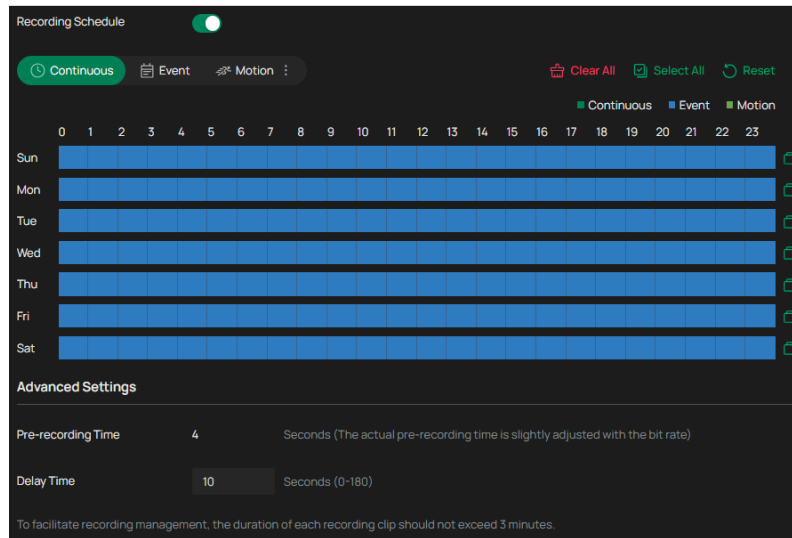 Recording Schedule
Continuous Event Motion Clear All Select All Reset
Continuous Event Motion
0 1 2 3 4 5 6 7 8 9 10 11 12 13 14 15 16 17 18 19 20 21 22 23
Sun
Mon
Tue
Wed
Thu
Fri
Sat
Advanced Settings
Pre-recording Time 4 Seconds (The actual pre-recording time is slightly adjusted with the bit rate)
Delay Time 10 Seconds (0-180)
To facilitate recording management, the duration of each recording clip should not exceed 3 minutes.